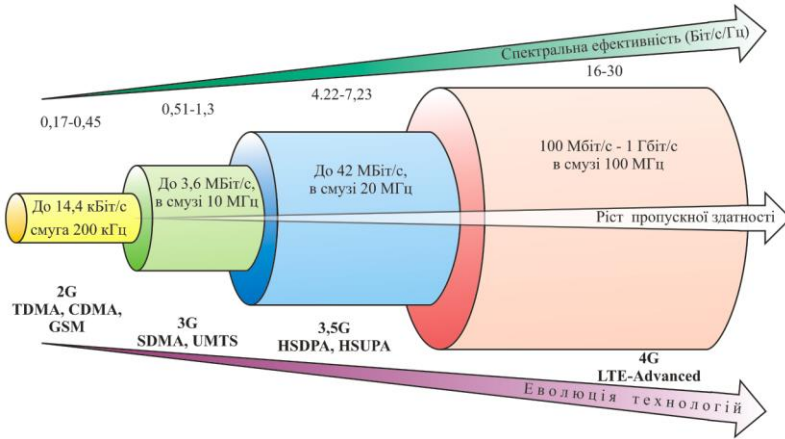 Спектральна ефективність (Біт/с/Гц)
0,17-0,45
0,51-1,3
4.22-7,23
16-30
До 14,4 кБіт/с
смуга 200 кГц
До 3,6 МБіт/с,
в смузі 10 МГц
До 42 МБіт/с,
в смузі 20 МГц
100 Мбіт/с - 1 Гбіт/с
в смузі 100 МГц
Ріст пропускної здатності
2G
TDMA, CDMA,
GSM
3G
SDMA, UMTS
3,5G
HSDPA, HSUPA
4G
LTE-Advanced
Еволюція технологій